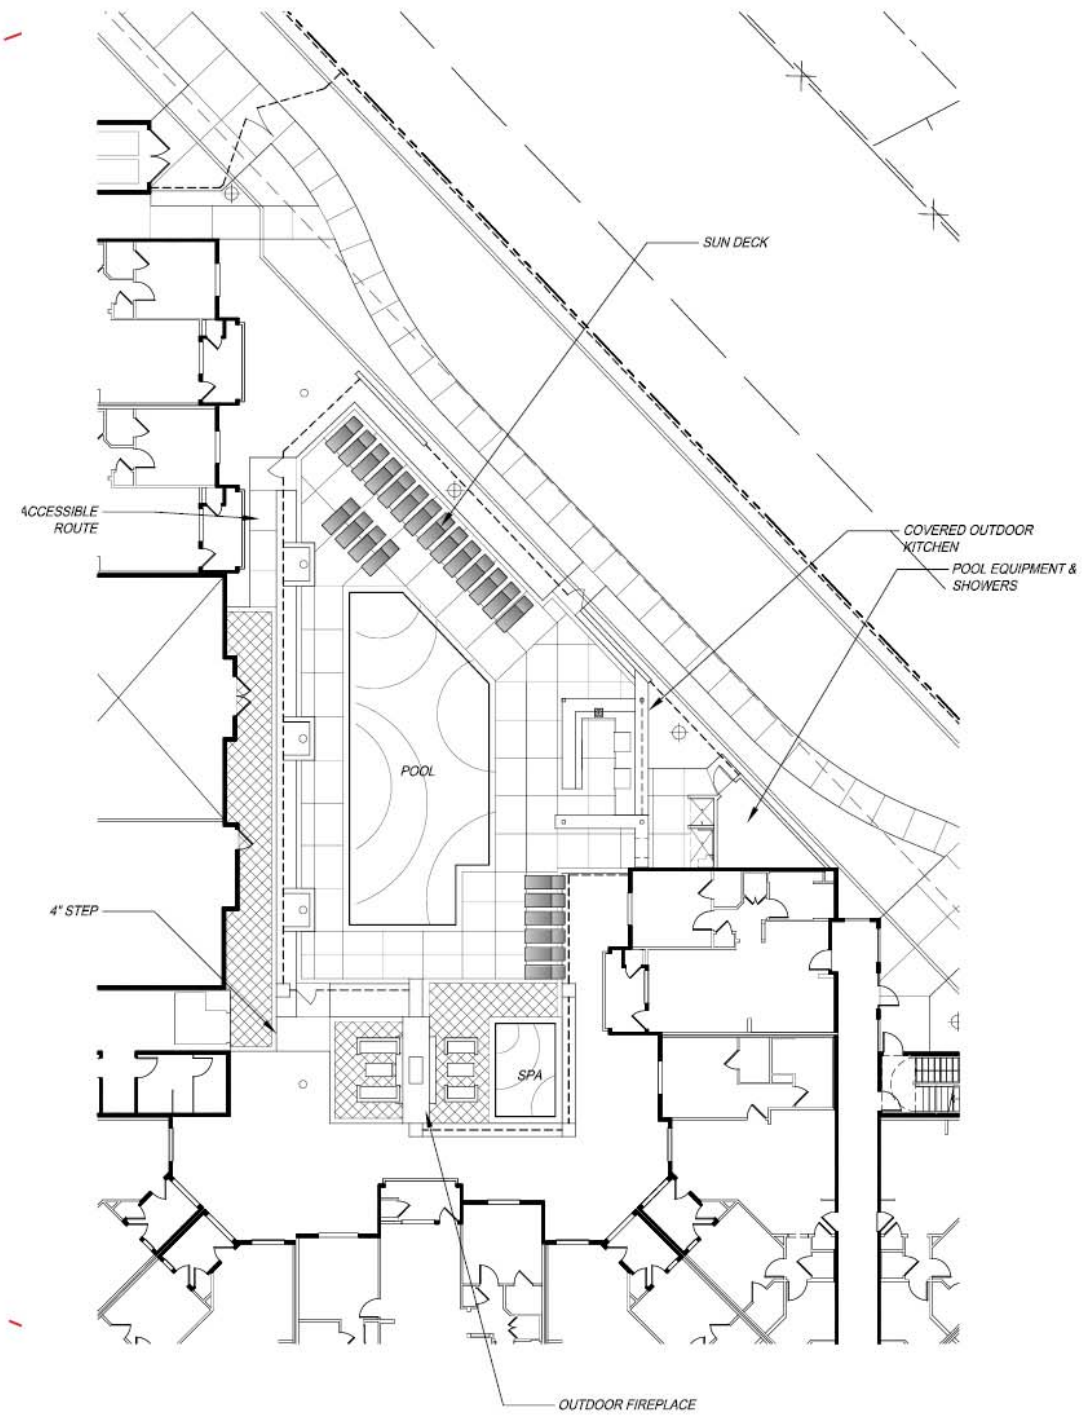 SUN DECK
ACCESSIBLE
ROUTE
COVERED OUTDOOR
KITCHEN
POOL EQUIPMENT &
SHOWERS
POOL
4" STEP
SPA
OUTDOOR FIREPLACE